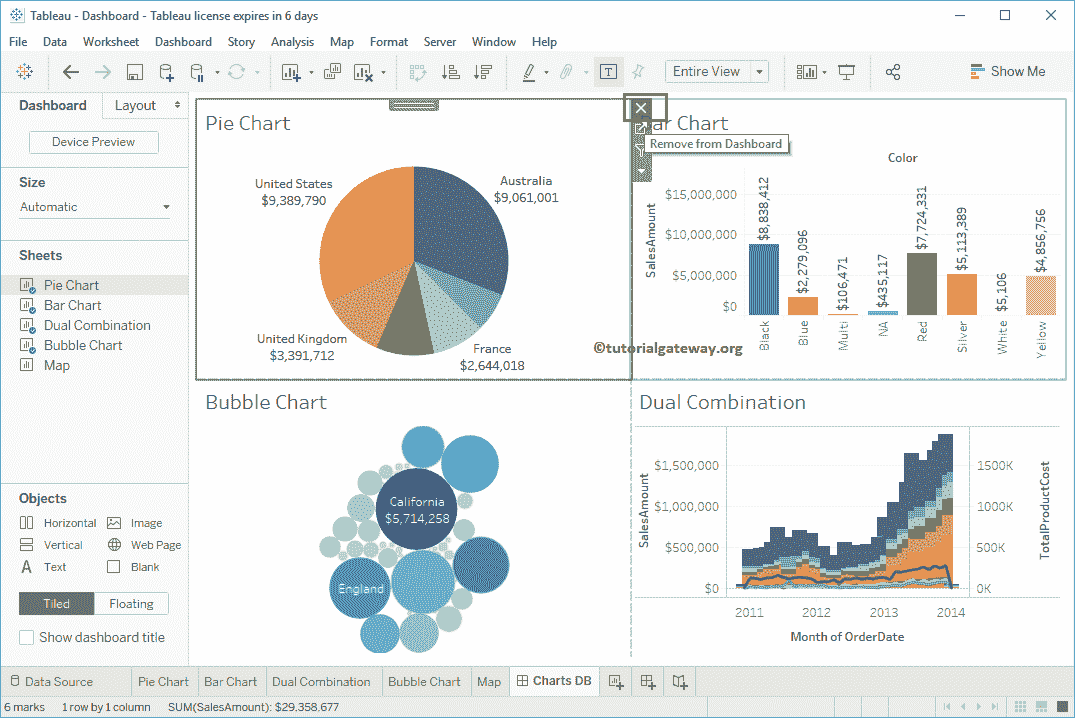 Tableau - Dashboard - Tableau license expires in 6 days
File Data Worksheet Dashboard Story Analysis Map Format Server Window Help
Entire View
Show Me
Dashboard Layout
Device Preview
Size
Automatic
Sheets
Pie Chart
Bar Chart
Dual Combination
Bubble Chart
Map
Objects
Horizontal Image
Vertical Web Page
A Text Blank
Tiled Floating
Show dashboard title
Pie Chart
United States
$9,389,790
Australia
$9,061,001
United Kingdom
$3,391,712
France
$2,644,018
Bar Chart
Remove from Dashboard
Color
SalesAmount
$15,000,000
$10,000,000
$5,000,000
$0
$8,838,412
$2,279,096
$106,471
$435,117
$7,724,331
$5,113,389
$5,106
$4,856,756
Black
Blue
Multi
NA
Red
Silver
White
Yellow
©tutorialgateway.org
Bubble Chart
California
$5,714,258
England
Dual Combination
SalesAmount
$1,500,000
$1,000,000
$500,000
$0
1500K
1000K
500K
0K
TotalProductCost
2011 2012 2013 2014
Month of OrderDate
Data Source Pie Chart Bar Chart Dual Combination Bubble Chart Map Charts DB
6 marks 1 row by 1 column SUM(SalesAmount): $29,358,677